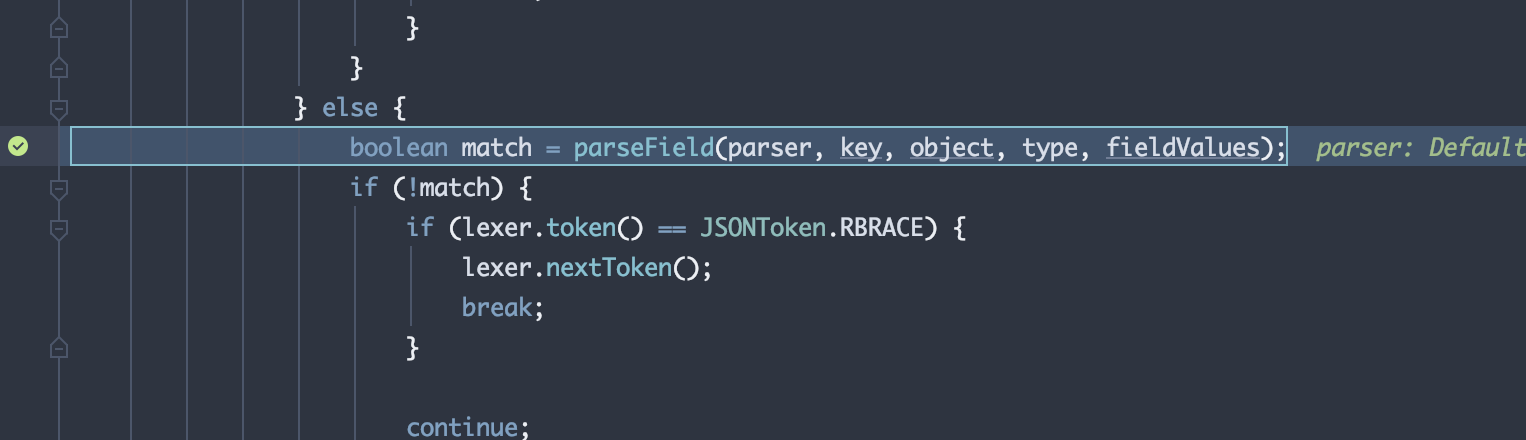 }
}
} else {
boolean match = parseField(parser, key, object, type, fieldValues); parser: Default
if (!match) {
if (lexer.token() == JSONToken.RBRACE) {
lexer.nextToken();
break;
}
continue;